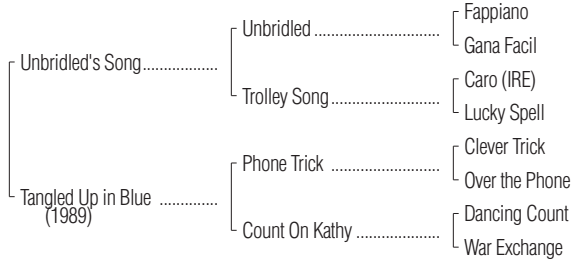 Fappiano
Unbridled ..............................
Gana Facil
Unbridled's Song..................
Caro (IRE)
Trolley Song..........................
Lucky Spell
Clever Trick
Phone Trick ..........................
Over the Phone
Tangled Up in Blue ..............
(1989)
Dancing Count
Count On Kathy ....................
War Exchange